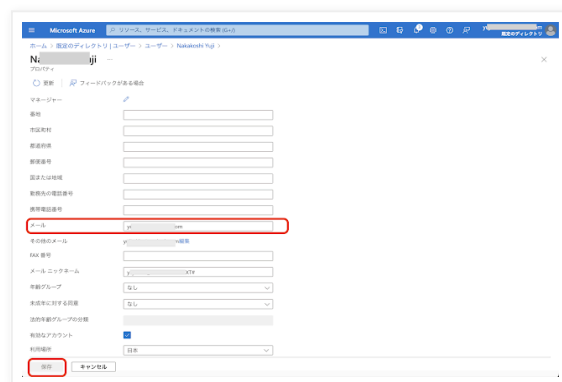 Microsoft Azure
リソース、サービス、ドキュメントの検索 (G+/)
既定のディレクトリ
ホーム > 既定のディレクトリ | ユーザー > ユーザー > Nakakoshi Yuji >
プロパティ
更新
フィードバックがある場合
マネージャー
番地
市区町村
都道府県
郵便番号
国または地域
勤務先の電話番号
携帯電話番号
メール
その他のメール
編集
FAX 番号
メール ニックネーム
年齢グループ
なし
未成年に対する同意
なし
法的年齢グループの分類
有効なアカウント
利用場所
日本
保存
キャンセル